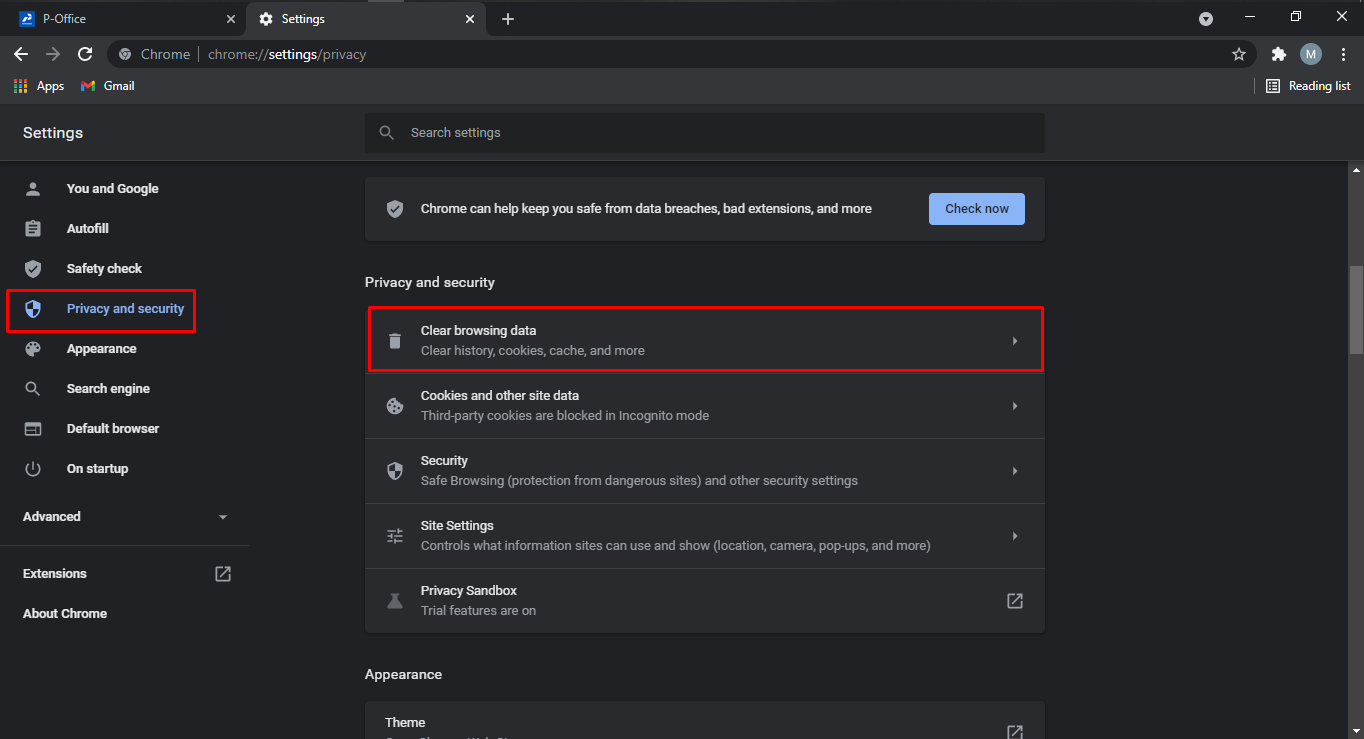 P-Office
Settings
Chrome
chrome://settings/privacy
M
Apps
Gmail
Reading list
Settings
Search settings
You and Google
Autofill
Safety check
Privacy and security
Appearance
Search engine
Default browser
On startup
Advanced
Extensions
About Chrome
Chrome can help keep you safe from data breaches, bad extensions, and more
Check now
Privacy and security
Clear browsing data
Clear history, cookies, cache, and more
Cookies and other site data
Third-party cookies are blocked in Incognito mode
Security
Safe Browsing (protection from dangerous sites) and other security settings
Site Settings
Controls what information sites can use and show (location, camera, pop-ups, and more)
Privacy Sandbox
Trial features are on
Appearance
Theme